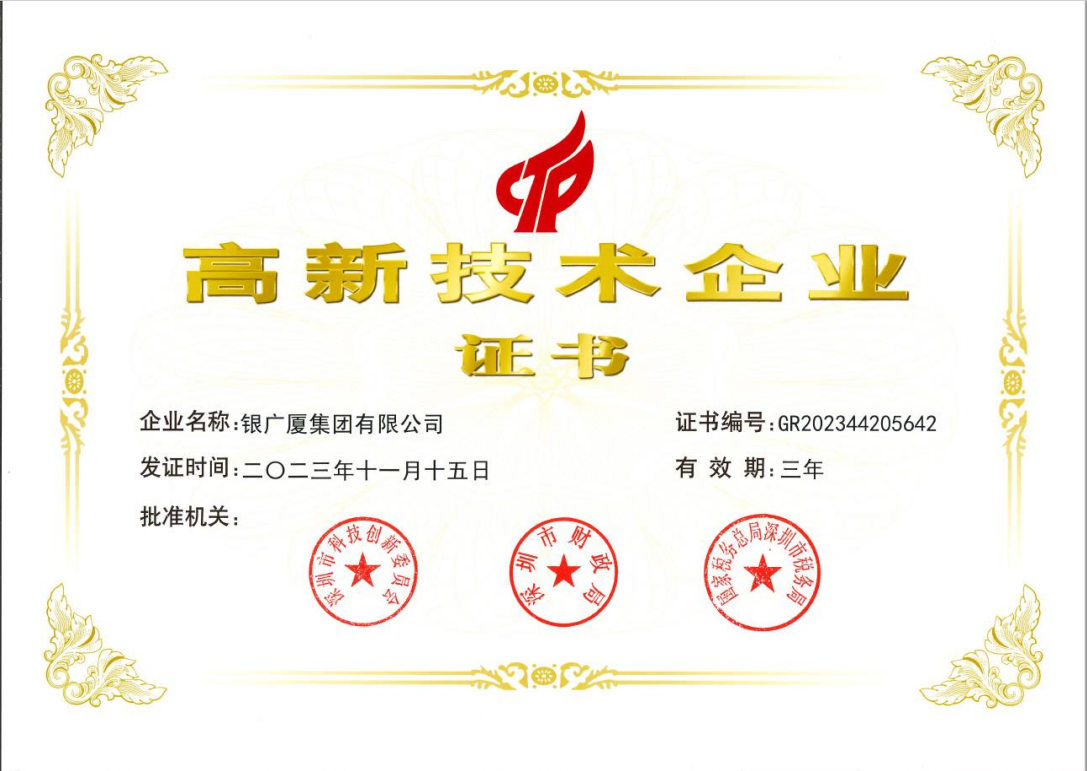 CTP
高新技术企业
证书
企业名称:银广厦集团有限公司
证书编号:GR202344205642
发证时间:二〇二三年十一月十五日
有效期:三年
批准机关:
深圳市科技创新委员会
深圳市财政局
国家税务总局深圳市税务局